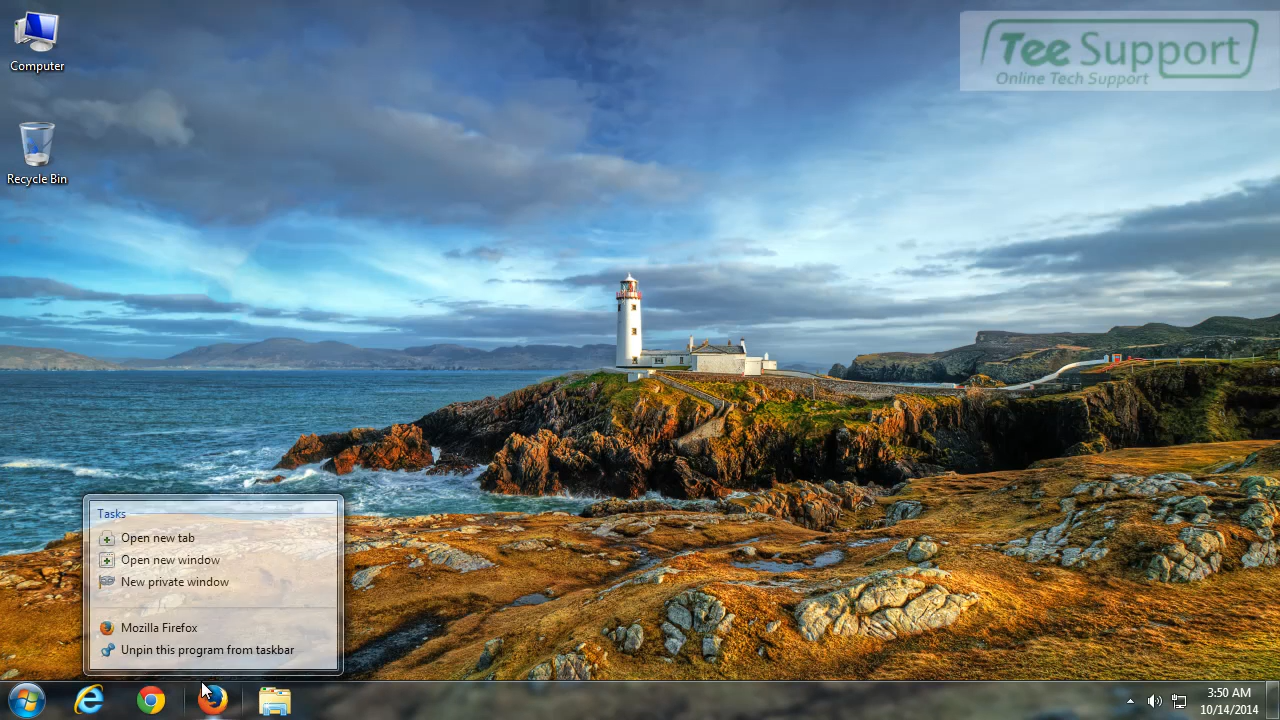 Computer
Recycle Bin
Tee Support
Online Tech Support
Tasks
Open new tab
Open new window
New private window
Mozilla Firefox
Unpin this program from taskbar
3:50 AM
10/14/2014